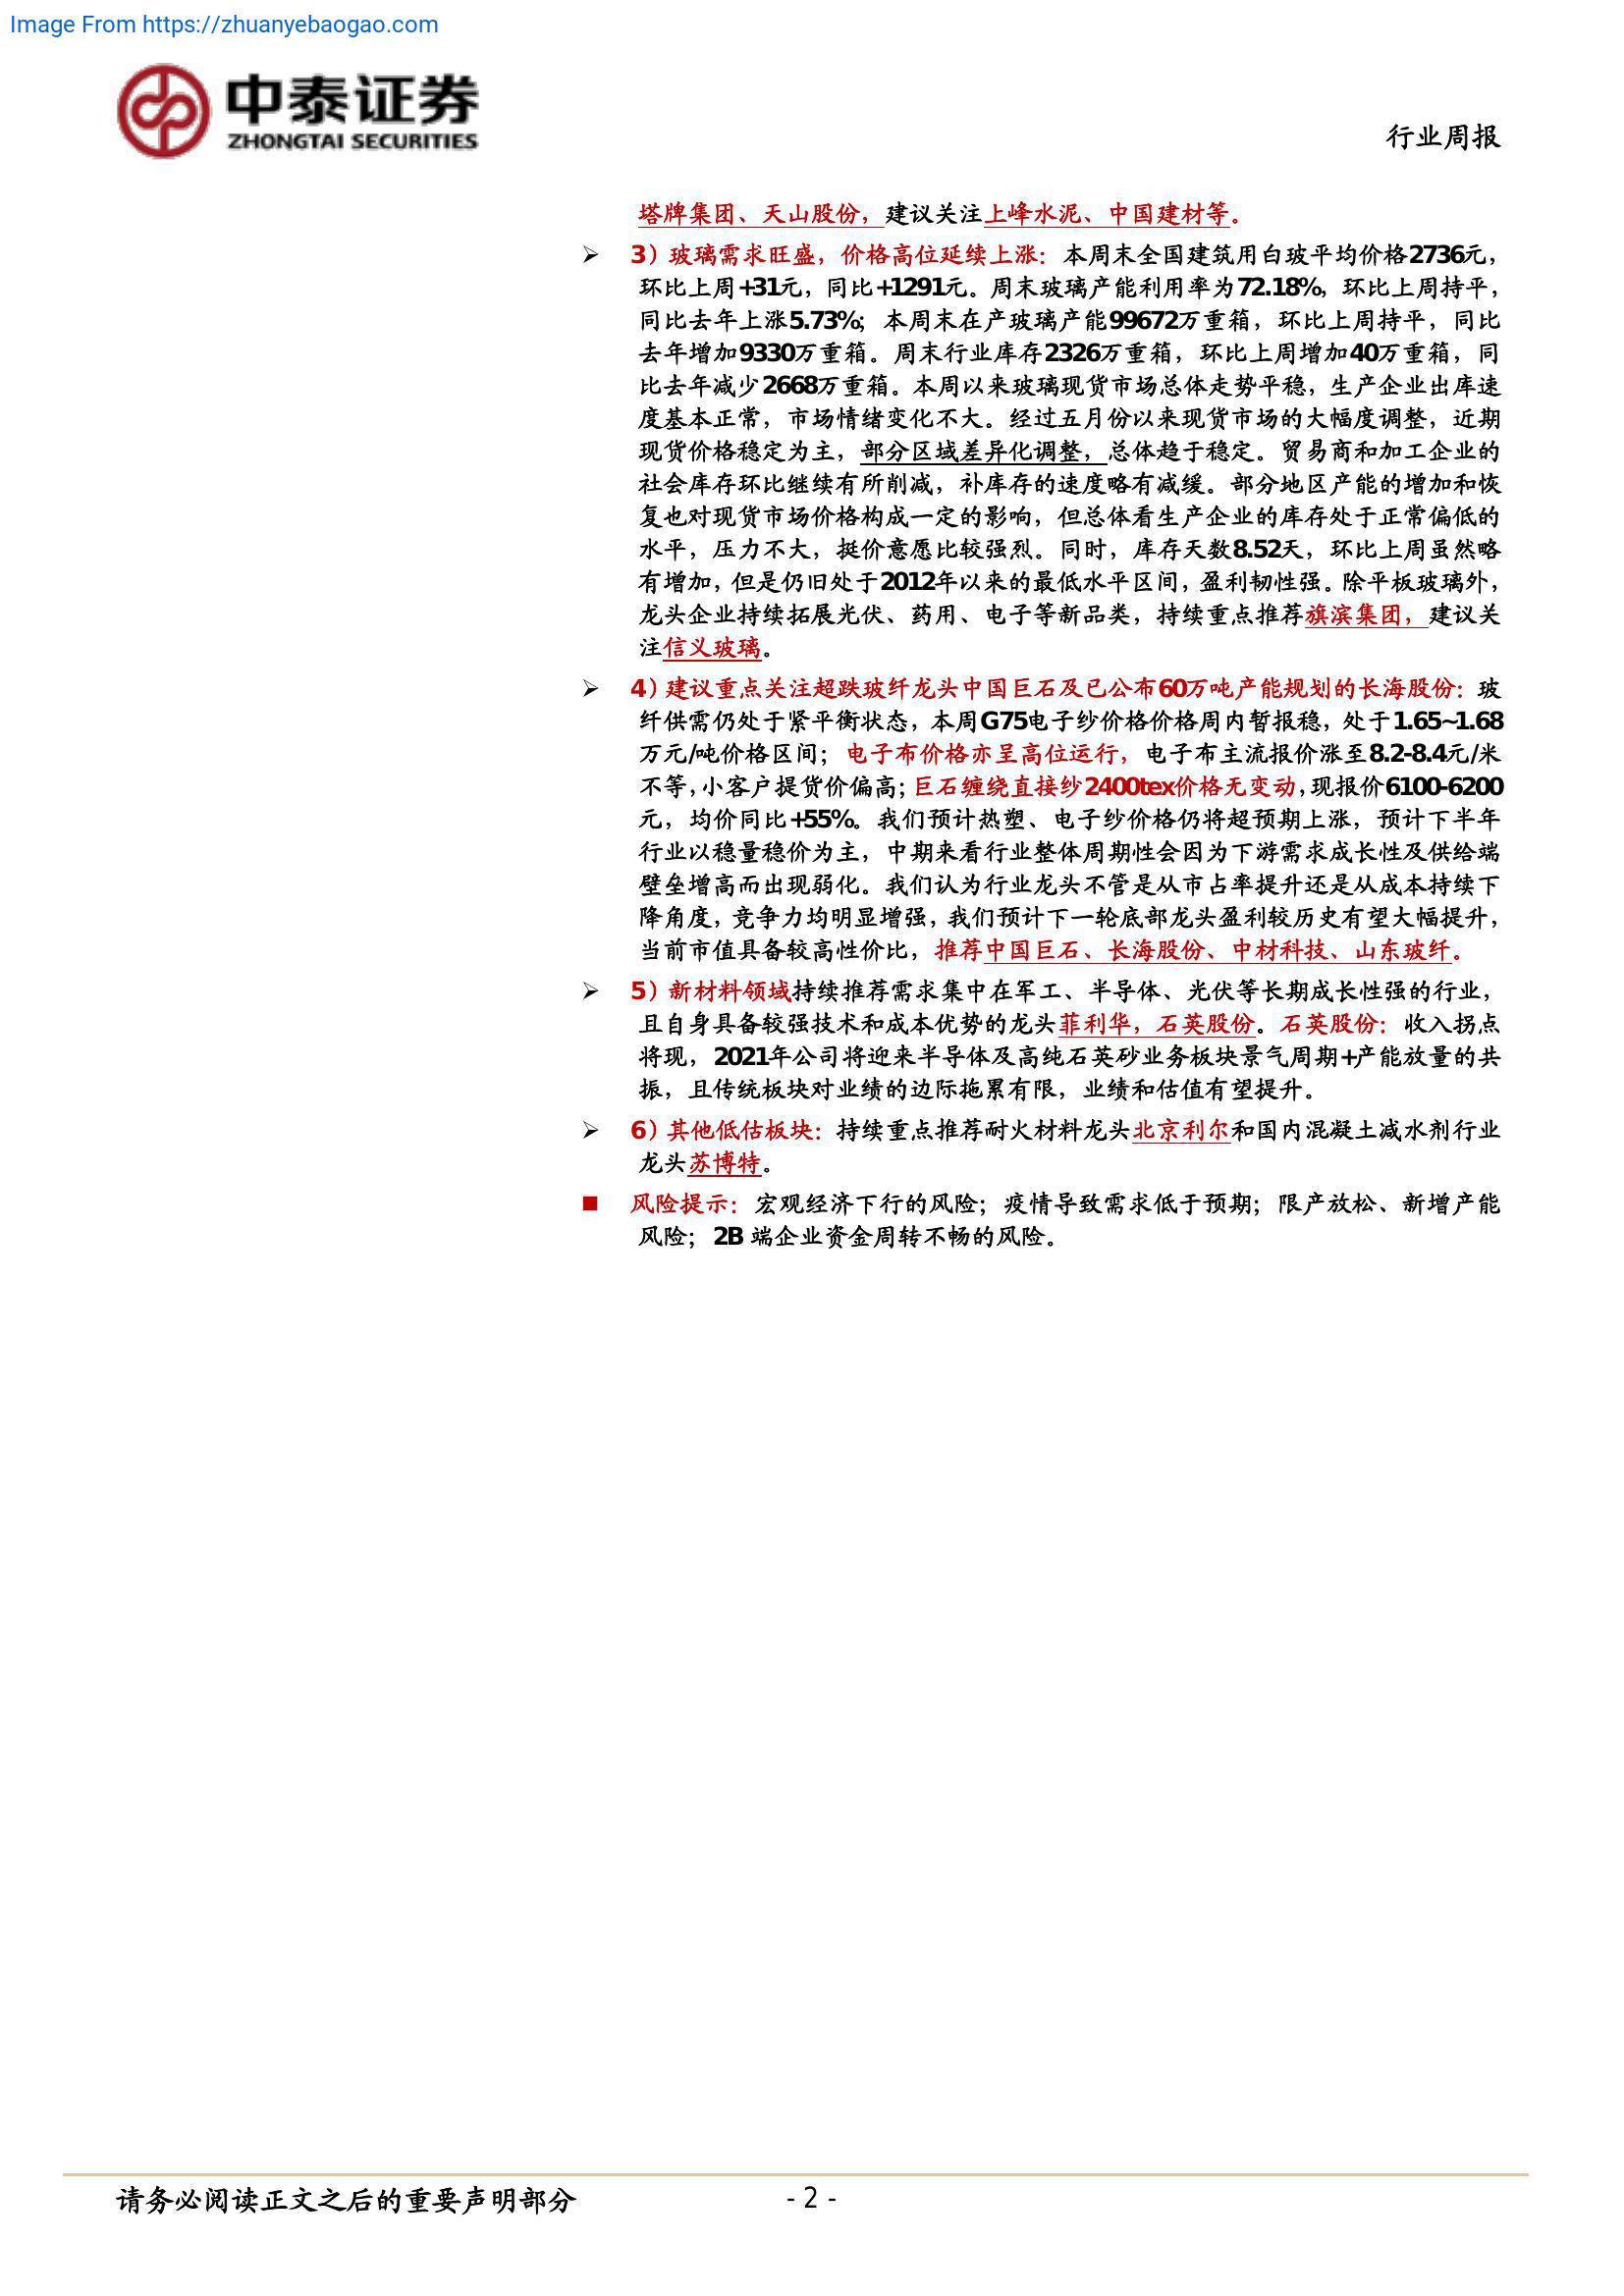 Image From https://zhuanyebaogao.com
中泰证券
ZHONGTAI SECURITIES
行业周报
塔牌集团、天山股份，建议关注上峰水泥、中国建材等。
➢ 3）玻璃需求旺盛，价格高位延续上涨：本周末全国建筑用白玻平均价格2736元，
环比上周+31元，同比+1291元。周末玻璃产能利用率为72.18%，环比上周持平，
同比去年上涨5.73%；本周末在产玻璃产能99672万重箱，环比上周持平，同比
去年增加9330万重箱。周末行业库存2326万重箱，环比上周增加40万重箱，同
比去年减少2668万重箱。本周以来玻璃现货市场总体走势平稳，生产企业出库速
度基本正常，市场情绪变化不大。经过五月份以来现货市场的大幅度调整，近期
现货价格稳定为主，部分区域差异化调整，总体趋于稳定。贸易商和加工企业的
社会库存环比继续有所削减，补库存的速度略有减缓。部分地区产能的增加和恢
复也对现货市场价格构成一定的影响，但总体看生产企业的库存处于正常偏低的
水平，压力不大，挺价意愿比较强烈。同时，库存天数8.52天，环比上周虽然略
有增加，但是仍旧处于2012年以来的最低水平区间，盈利韧性强。除平板玻璃外，
龙头企业持续拓展光伏、药用、电子等新品类，持续重点推荐旗滨集团，建议关
注信义玻璃。
➢ 4）建议重点关注超跌玻纤龙头中国巨石及已公布60万吨产能规划的长海股份：玻
纤供需仍处于紧平衡状态，本周G75电子纱价格价格周内暂报稳，处于1.65~1.68
万元/吨价格区间；电子布价格亦呈高位运行，电子布主流报价涨至8.2-8.4元/米
不等，小客户提货价偏高；巨石缠绕直接纱2400tex价格无变动，现报价6100-6200
元，均价同比+55%。我们预计热塑、电子纱价格仍将超预期上涨，预计下半年
行业以稳量稳价为主，中期来看行业整体周期性会因为下游需求成长性及供给端
壁垒增高而出现弱化。我们认为行业龙头不管是从市占率提升还是从成本持续下
降角度，竞争力均明显增强，我们预计下一轮底部龙头盈利较历史有望大幅提升，
当前市值具备较高性价比，推荐中国巨石、长海股份、中材科技、山东玻纤。
➢ 5）新材料领域持续推荐需求集中在军工、半导体、光伏等长期成长性强的行业，
且自身具备较强技术和成本优势的龙头菲利华，石英股份。石英股份：收入拐点
将现，2021年公司将迎来半导体及高纯石英砂业务板块景气周期+产能放量的共
振，且传统板块对业绩的边际拖累有限，业绩和估值有望提升。
➢ 6）其他低估板块：持续重点推荐耐火材料龙头北京利尔和国内混凝土减水剂行业
龙头苏博特。
■ 风险提示：宏观经济下行的风险；疫情导致需求低于预期；限产放松、新增产能
风险；2B 端企业资金周转不畅的风险。
请务必阅读正文之后的重要声明部分
- 2 -